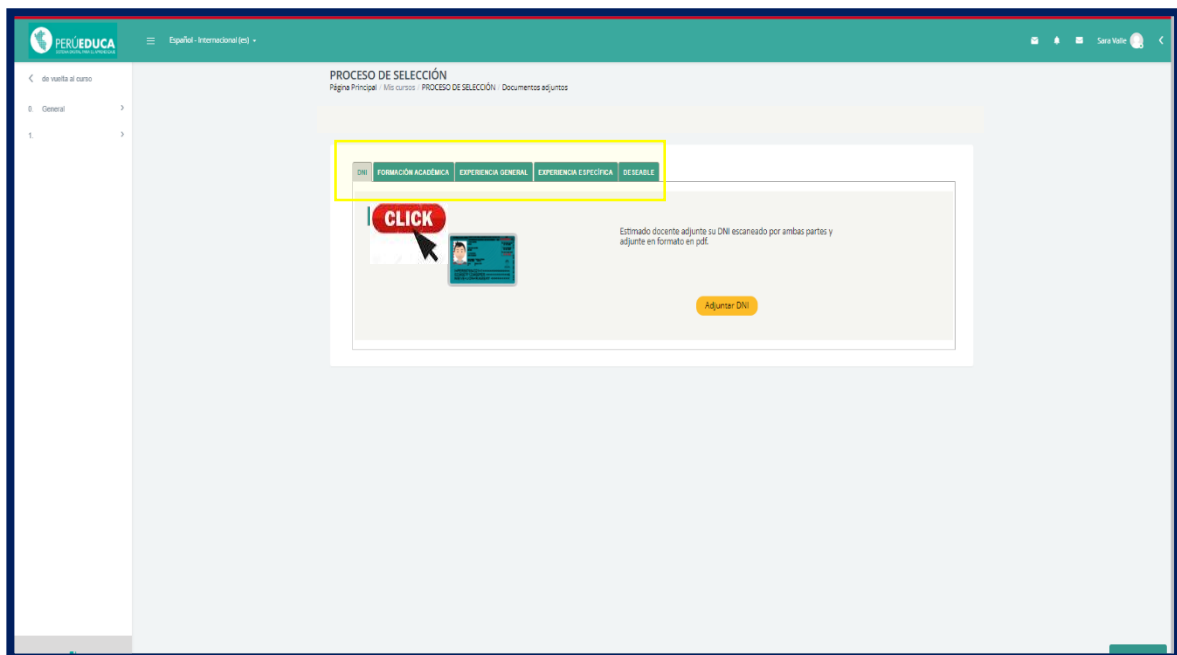 PERÚEDUCA
Español - Internacional (es)
Sara Valle
de vuelta al curso
0. General
1.
PROCESO DE SELECCIÓN
Página Principal / Mis cursos / PROCESO DE SELECCIÓN / Documentos adjuntos
DNI FORMACIÓN ACADÉMICA EXPERIENCIA GENERAL EXPERIENCIA ESPECÍFICA DESEABLE
CLICK
Estimado docente adjunte su DNI escaneado por ambas partes y
adjunte en formato en pdf.
Adjuntar DNI